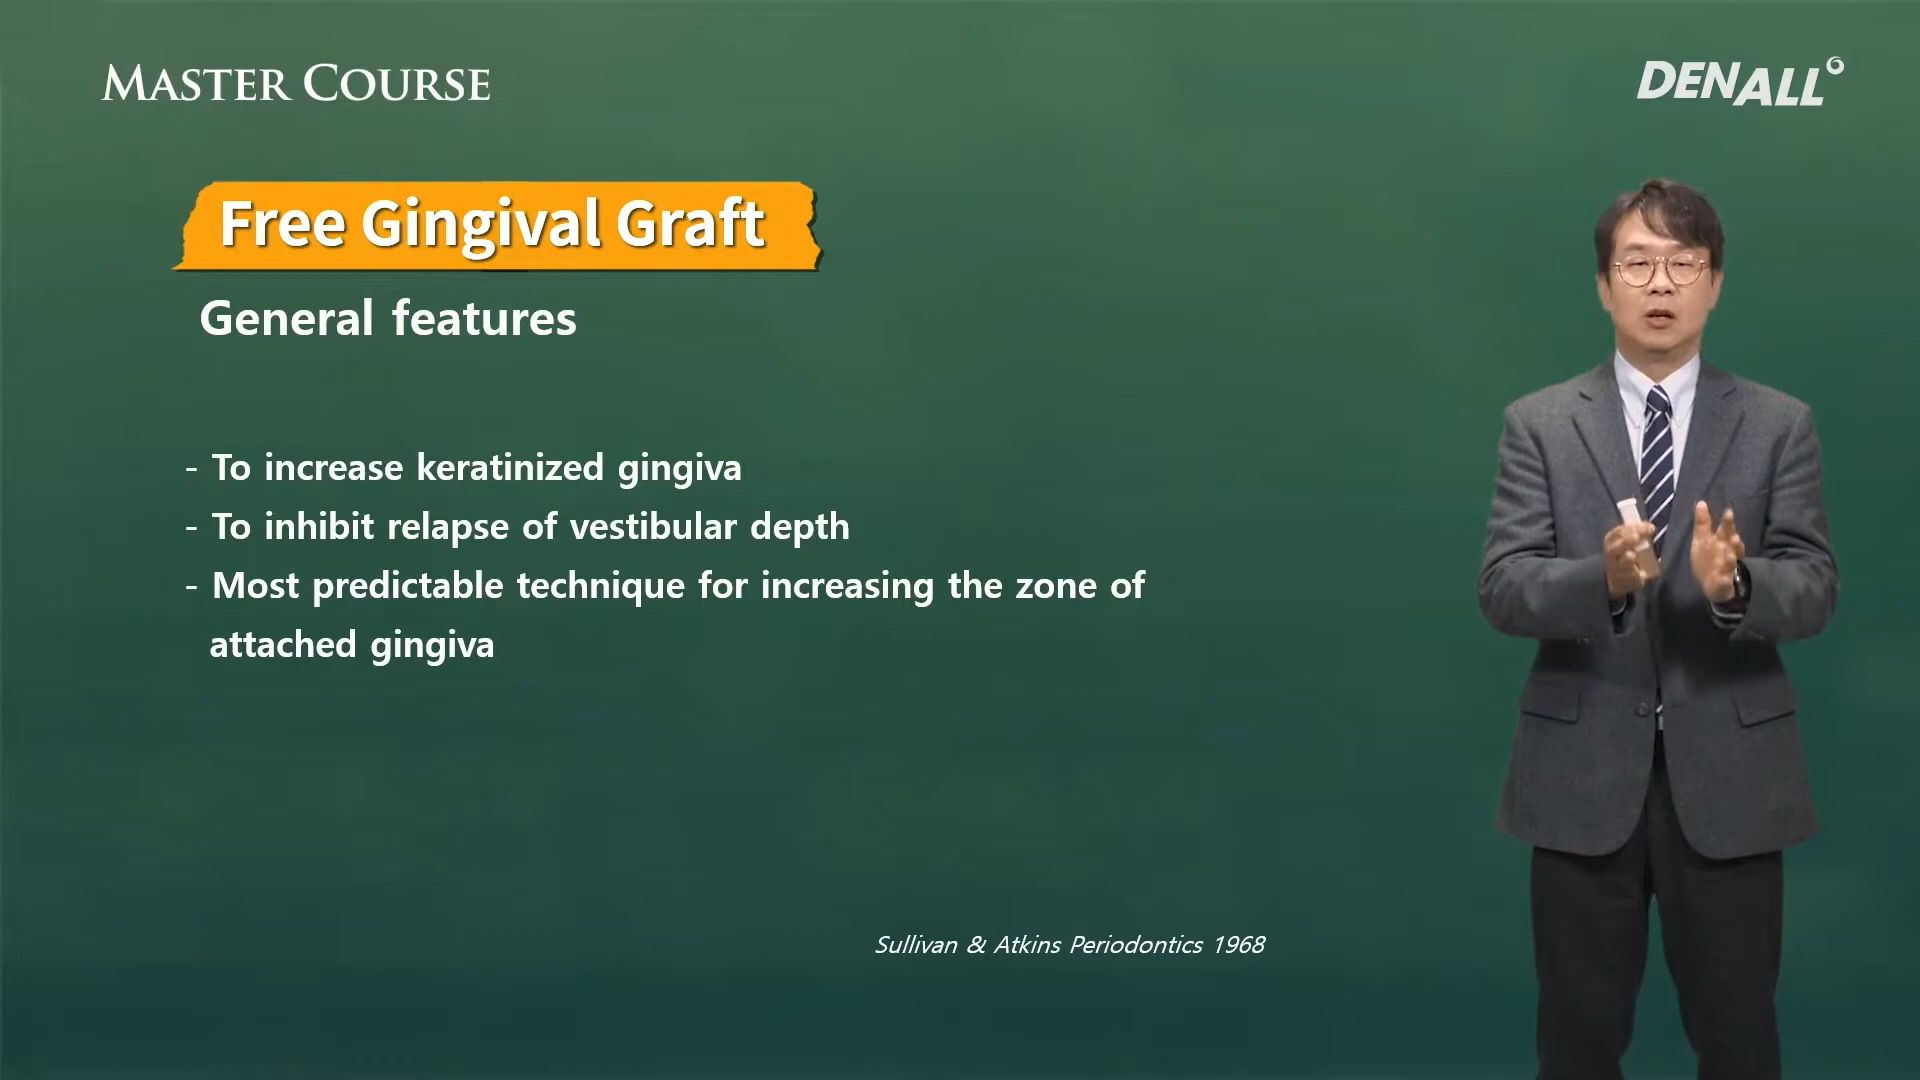 MASTER COURSE
DENALL
Free Gingival Graft
General features
- To increase keratinized gingiva
- To inhibit relapse of vestibular depth
- Most predictable technique for increasing the zone of
attached gingiva
Sullivan & Atkins Periodontics 1968